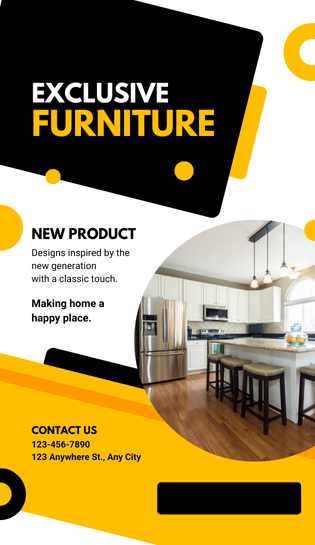 EXCLUSIVE
FURNITURE
NEW PRODUCT
Designs inspired by the
new generation
with a classic touch.
Making home a
happy place.
CONTACT US
123-456-7890
123 Anywhere St., Any City